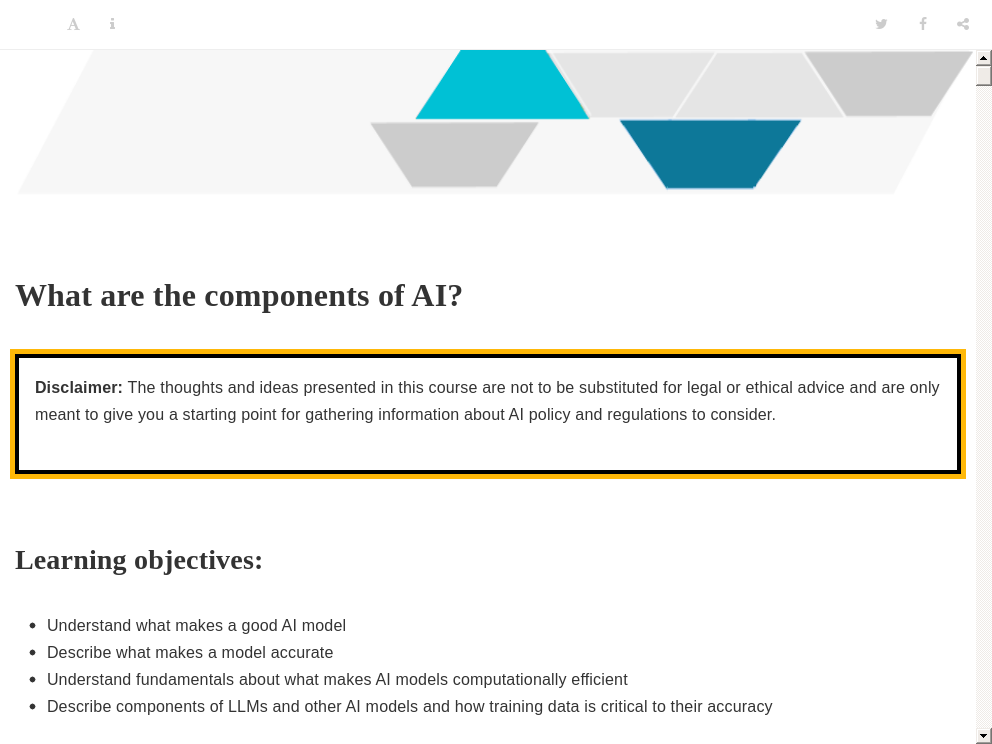 What are the components of AI?
Disclaimer: The thoughts and ideas presented in this course are not to be substituted for legal or ethical advice and are only
meant to give you a starting point for gathering information about AI policy and regulations to consider.
Learning objectives:
• Understand what makes a good AI model
• Describe what makes a model accurate
• Understand fundamentals about what makes AI models computationally efficient
• Describe components of LLMs and other AI models and how training data is critical to their accuracy